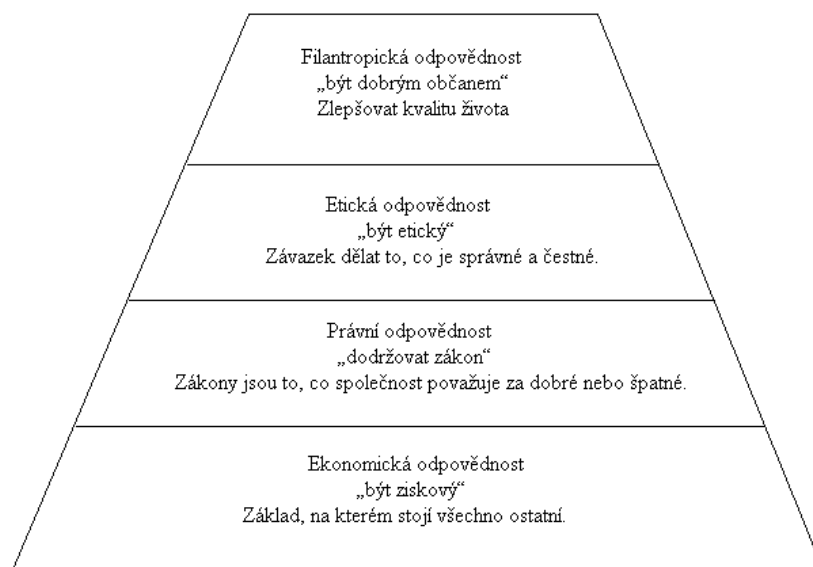 Filantropická odpovědnost
„být dobrým občanem“
Zlepšovat kvalitu života
Etická odpovědnost
„být etický“
Závazek dělat to, co je správné a čestné.
Právní odpovědnost
„dodržovat zákon“
Zákony jsou to, co společnost považuje za dobré nebo špatné.
Ekonomická odpovědnost
„být ziskový“
Základ, na kterém stojí všechno ostatní.